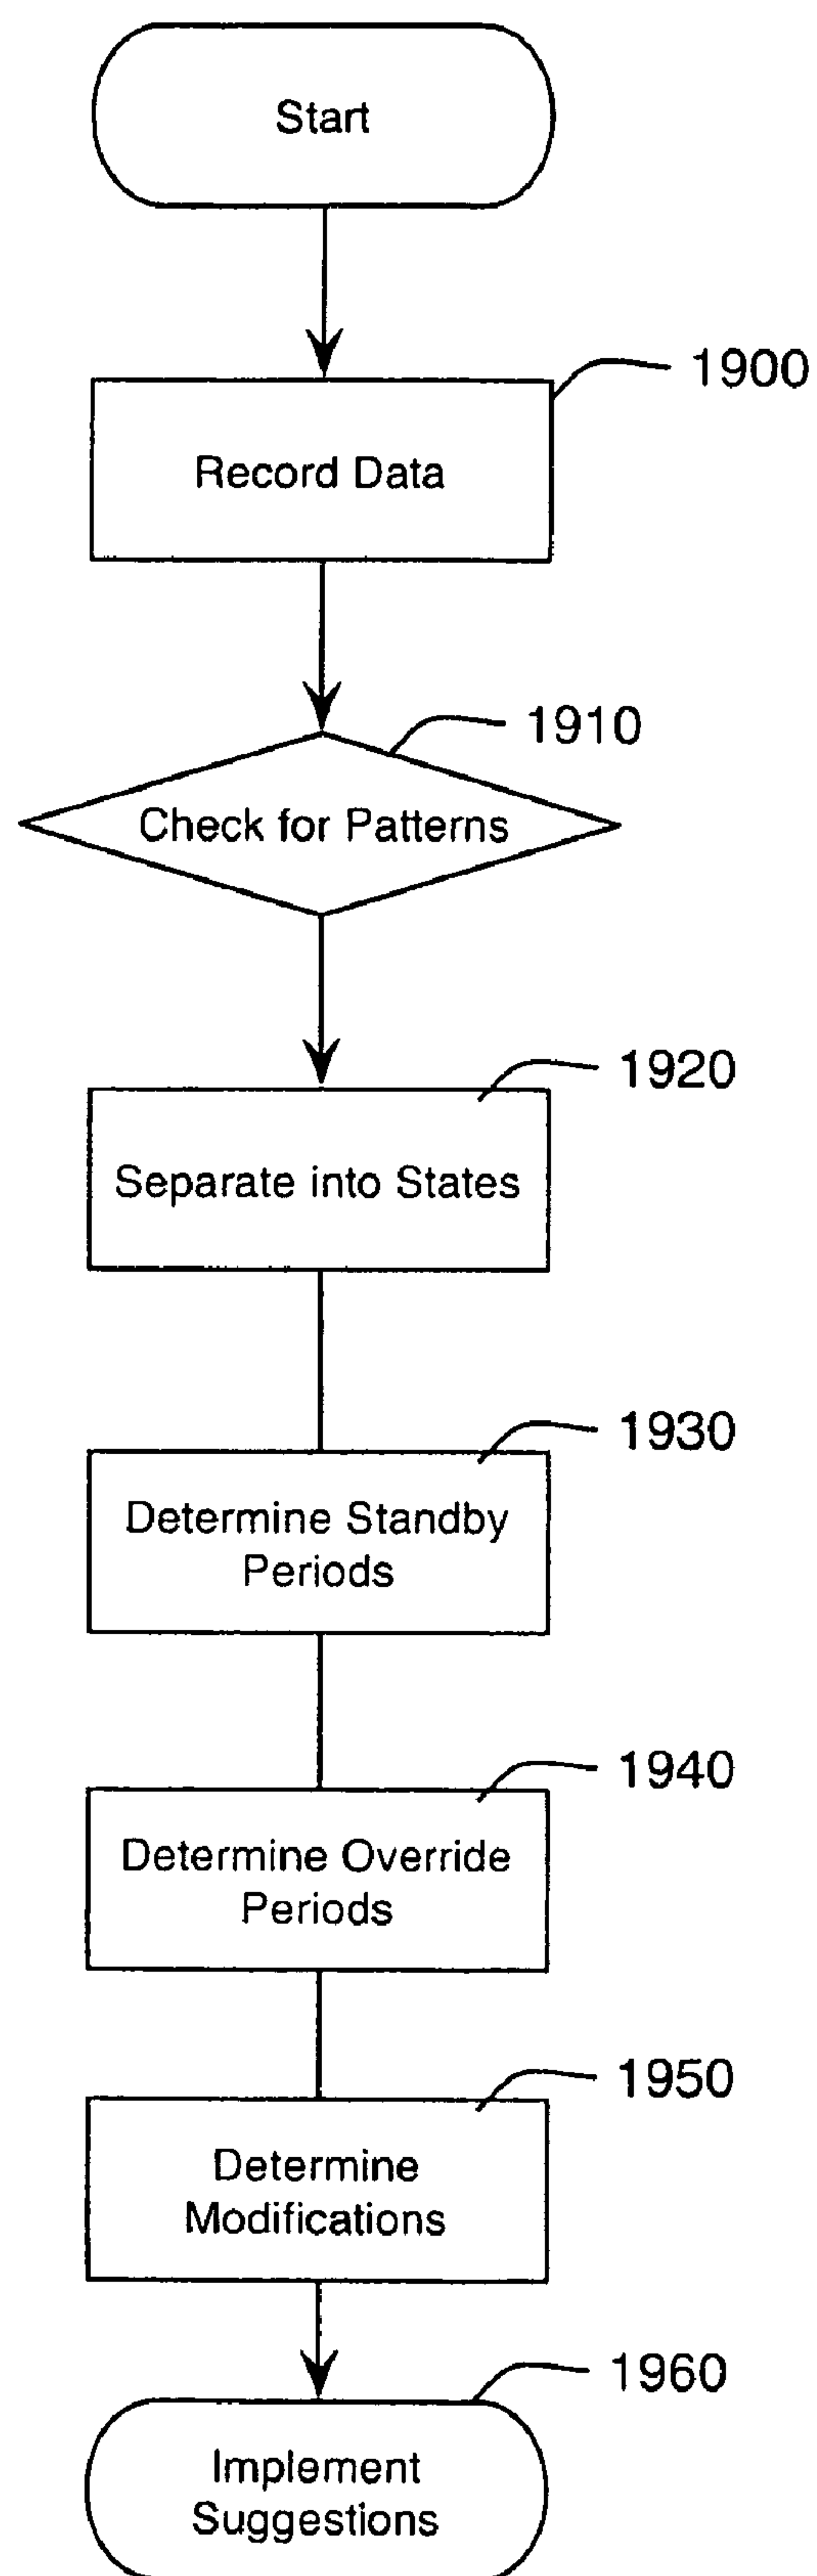 Start
1900
Record Data
1910
Check for Patterns
1920
Separate into States
1930
Determine Standby
Periods
1940
Determine Override
Periods
1950
Determine
Modifications
1960
Implement
Suggestions